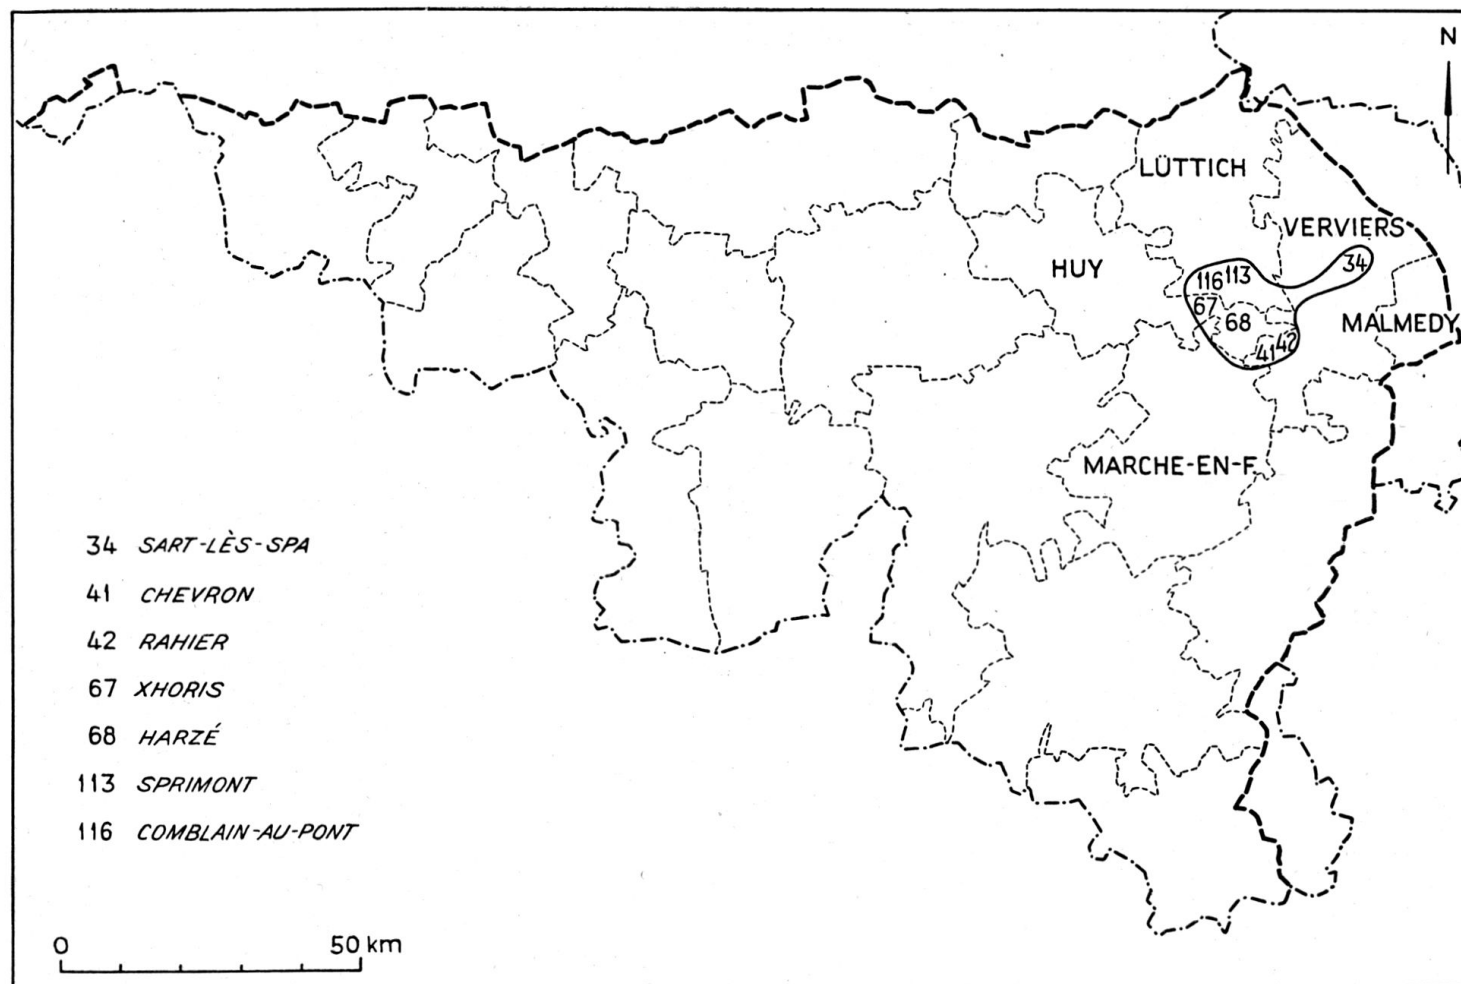 N
LÜTTICH
VERVIERS
HUY
116 113
34
67
68
MALMEDY
41 42
MARCHE-EN-F.
34 SART-LÈS-SPA
41 CHEVRON
42 RAHIER
67 XHORIS
68 HARZÉ
113 SPRIMONT
116 COMBLAIN-AU-PONT
0 50 km